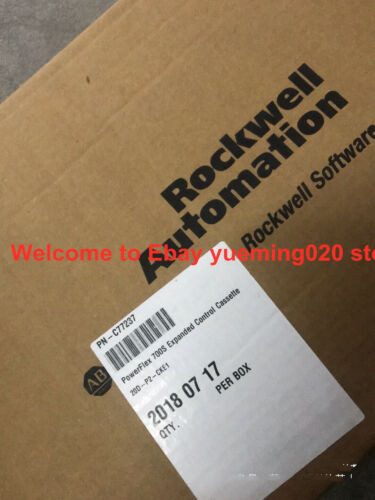 Rockwell
Automation
Rockwell Software
Welcome to Ebay yueming020 sto
PN-C77237
AB
PowerFlex 700S Expanded Control Cassette
20D-P2-CKE1
2018 07 17
QTY. PER BOX